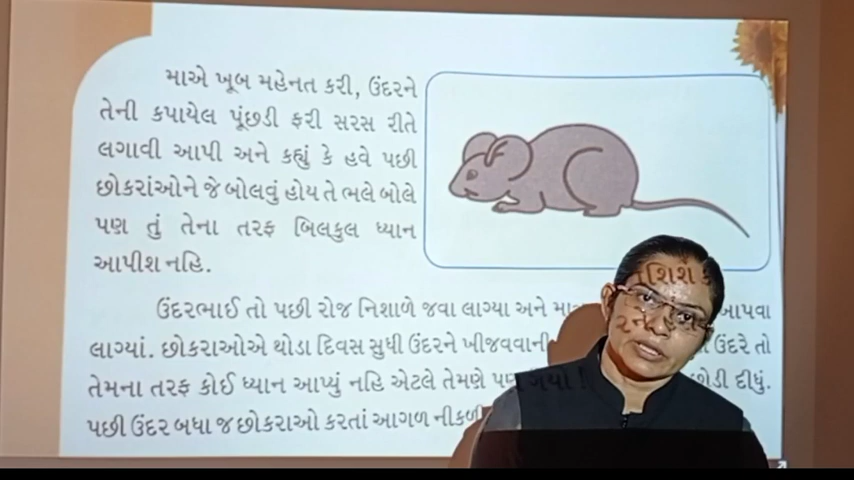 માએ ખૂબ મહેનત કરી, ઉંદરને
તેની કપાયેલ પૂંછડી ફરી સરસ રીતે
લગાવી આપી અને કહ્યું કે હવે પછી
છોકરાંઓને જે બોલવું હોય તે ભલે બોલે
પણ તું તેના તરફ બિલકુલ ધ્યાન
આપીશ નહિ.
ઉંદરભાઈ તો પછી રોજ નિશાળે જવા લાગ્યા અને આપવા
લાગ્યાં. છોકરાઓએ થોડા દિવસ સુધી ઉંદરને ખીજવવાની ઉંદરે તો
તેમના તરફ કોઈ ધ્યાન આપ્યું નહિ એટલે તેમણે પણ છોડી દીધું.
પછી ઉંદર બધા જ છોકરાઓ કરતાં આગળ